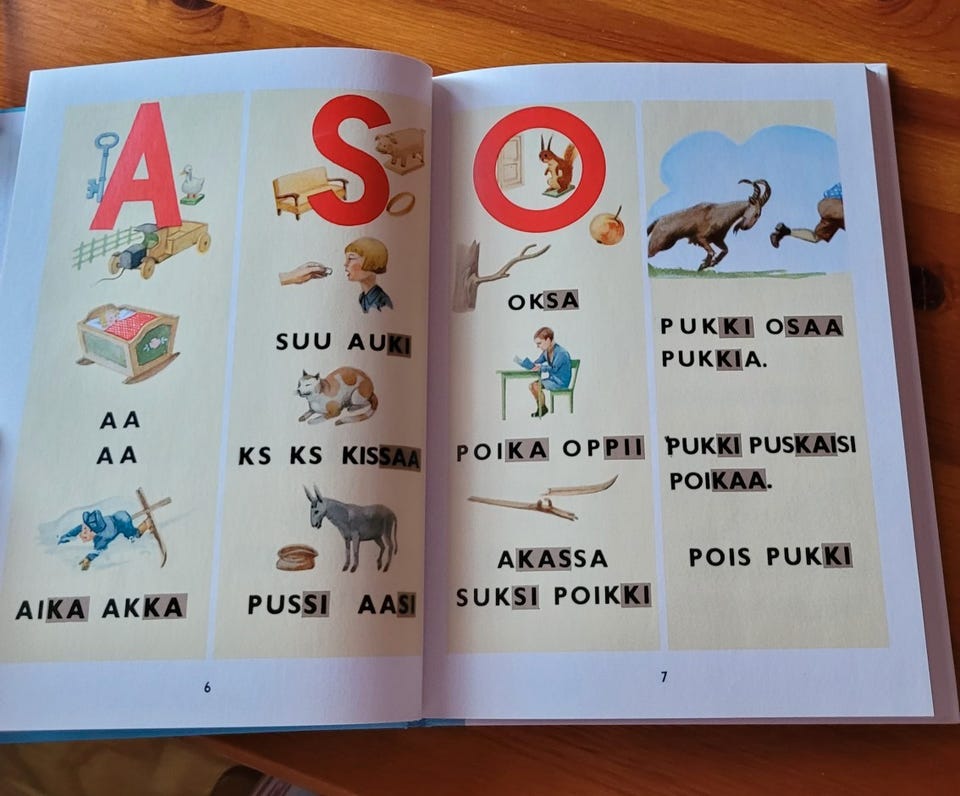 A
AA
AA
AIKA AKKA
S
SUU AUKI
KS KS KISSAA
PUSSI AASI
6
O
OKSA
POIKA OPPII
AKASSA
SUKSI POIKKI
PUKKI OSAA
PUKKIA.
PUKKI PUSKAISI
POIKAA.
POIS PUKKI
7